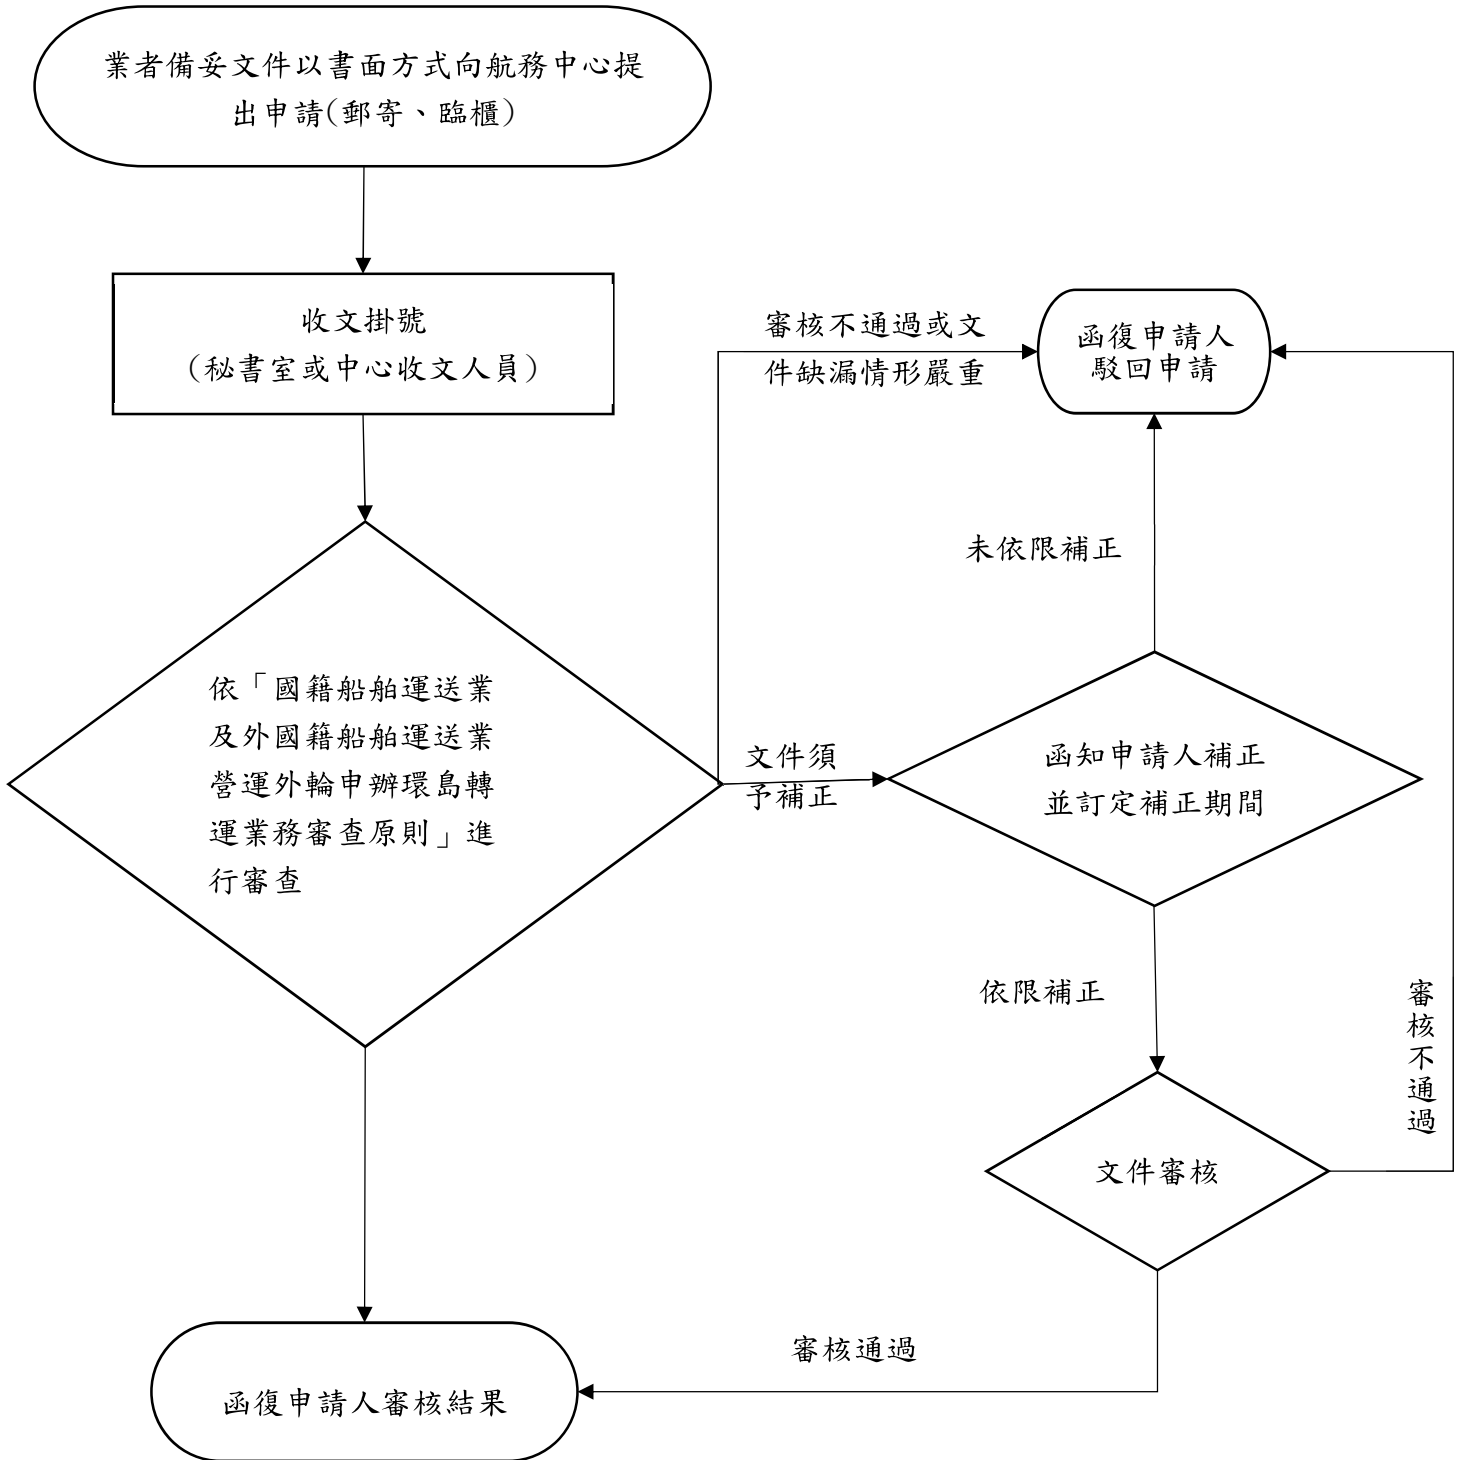 業者備妥文件以書面方式向航務中心提
出申請(郵寄、臨櫃)
收文掛號
(秘書室或中心收文人員)
審核不通過或文
件缺漏情形嚴重
函復申請人
駁回申請
未依限補正
依「國籍船舶運送業
及外國籍船舶運送業
營運外輪申辦環島轉
運業務審查原則」進
行審查
文件須
予補正
函知申請人補正
並訂定補正期間
依限補正
審核不通過
文件審核
審核通過
函復申請人審核結果